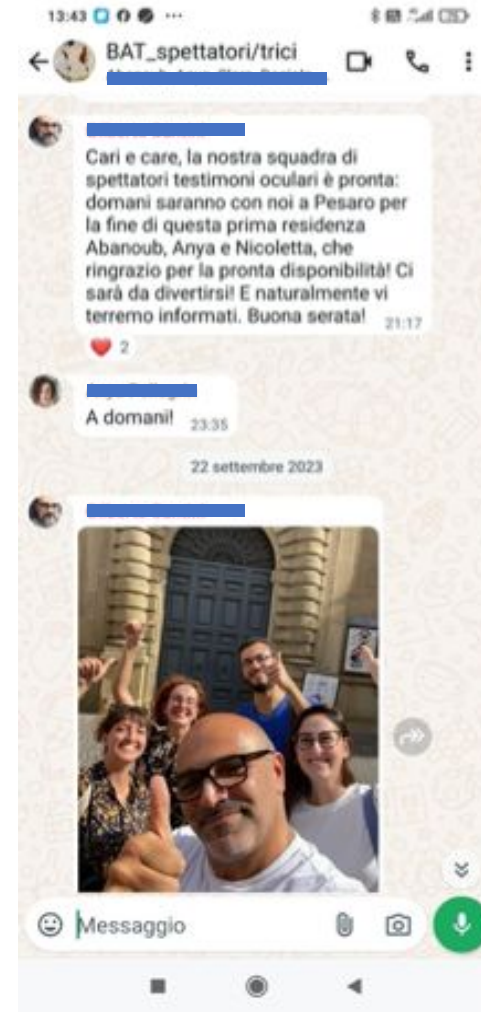 13:43
BAT_spettatori/trici
Cari e care, la nostra squadra di
spettatori testimoni oculari è pronta:
domani saranno con noi a Pesaro per
la fine di questa prima residenza
Abanoub, Anya e Nicoletta, che
ringrazio per la pronta disponibilità! Ci
sarà da divertirsi! E naturalmente vi
terremo informati. Buona serata! 21:17
2
A domani! 23:35
22 settembre 2023
Messaggio